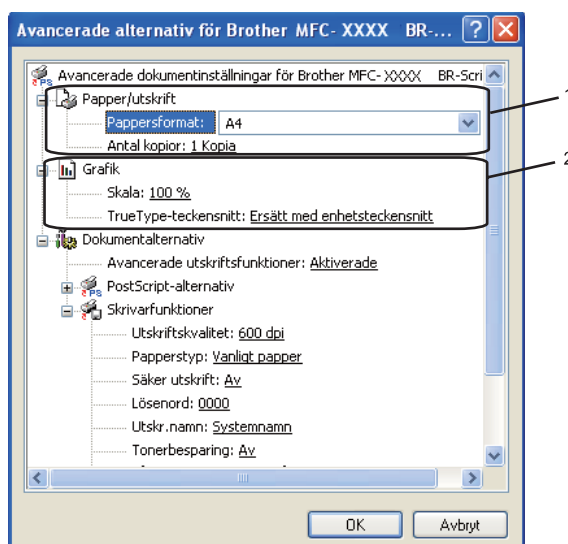 Avancerade alternativ för Brother MFC- XXXX BR-...
Avancerade dokumentinställningar för Brother MFC- XXXX BR-Scri
Papper/utskrift
1
Pappersformat: A4
Antal kopior: 1 Kopia
2
Grafik
Skala: 100 %
TrueType-teckensnitt: Ersätt med enhetsteckensnitt
Dokumentalternativ
Avancerade utskriftsfunktioner: Aktiverade
PostScript-alternativ
Skrivarfunktioner
Utskriftskvalitet: 600 dpi
Papperstyp: Vanligt papper
Säker utskrift: Av
Lösenord: 0000
Utskr.namn: Systemnamn
Tonerbesparing: Av
OK Avbryt